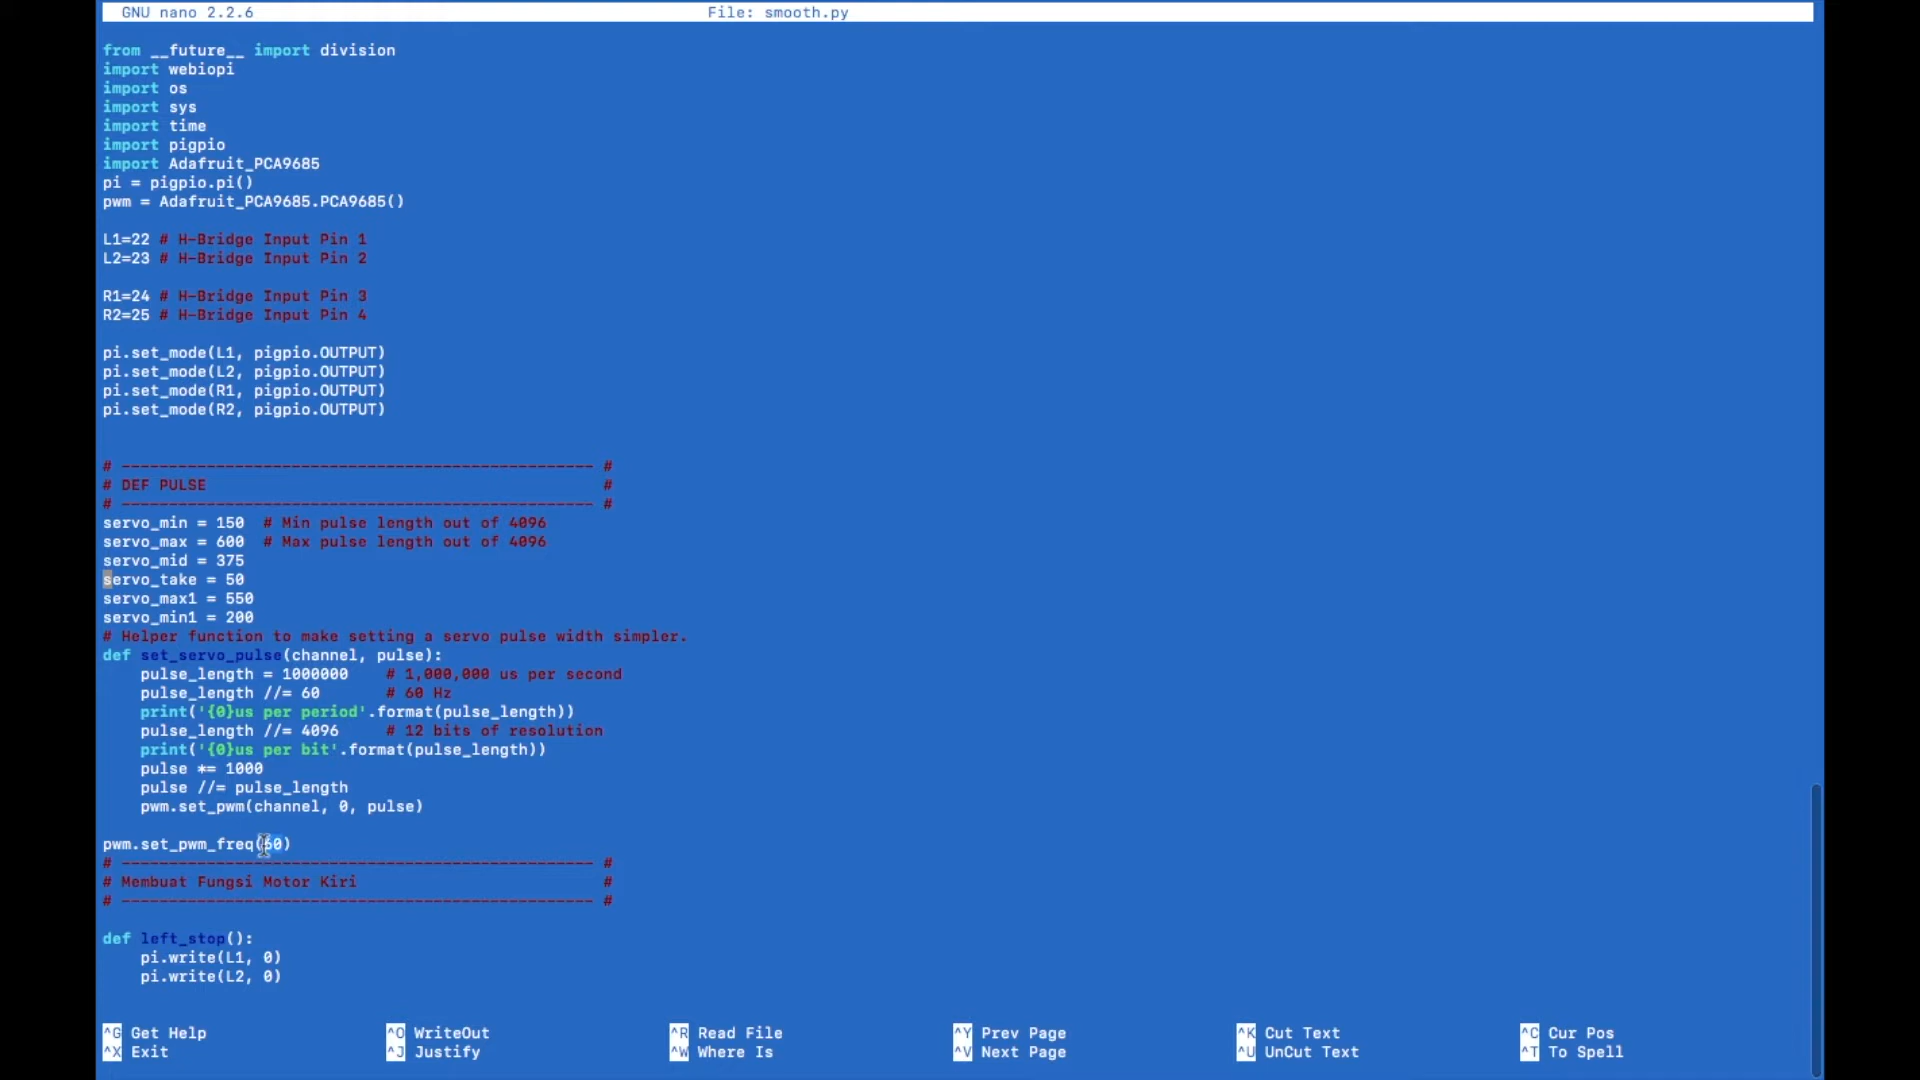 GNU nano 2.2.6 File: smooth.py
from __future__ import division
import webiopi
import os
import sys
import time
import pigpio
import Adafruit_PCA9685
pi = pigpio.pi()
pwm = Adafruit_PCA9685.PCA9685()
L1=22 # H-Bridge Input Pin 1
L2=23 # H-Bridge Input Pin 2
R1=24 # H-Bridge Input Pin 3
R2=25 # H-Bridge Input Pin 4
pi.set_mode(L1, pigpio.OUTPUT)
pi.set_mode(L2, pigpio.OUTPUT)
pi.set_mode(R1, pigpio.OUTPUT)
pi.set_mode(R2, pigpio.OUTPUT)
# -------------------------------------------------- #
# DEF PULSE #
# -------------------------------------------------- #
servo_min = 150 # Min pulse length out of 4096
servo_max = 600 # Max pulse length out of 4096
servo_mid = 375
servo_take = 50
servo_max1 = 550
servo_min1 = 200
# Helper function to make setting a servo pulse width simpler.
def set_servo_pulse(channel, pulse):
    pulse_length = 1000000    # 1,000,000 us per second
    pulse_length //= 60       # 60 Hz
    print('{0}us per period'.format(pulse_length))
    pulse_length //= 4096     # 12 bits of resolution
    print('{0}us per bit'.format(pulse_length))
    pulse *= 1000
    pulse //= pulse_length
    pwm.set_pwm(channel, 0, pulse)
pwm.set_pwm_freq(60)
# -------------------------------------------------- #
# Membuat Fungsi Motor Kiri #
# -------------------------------------------------- #
def left_stop():
    pi.write(L1, 0)
    pi.write(L2, 0)
^G Get Help ^O WriteOut ^R Read File ^Y Prev Page ^K Cut Text ^C Cur Pos
^X Exit ^J Justify ^W Where Is ^V Next Page ^U UnCut Text ^T To Spell